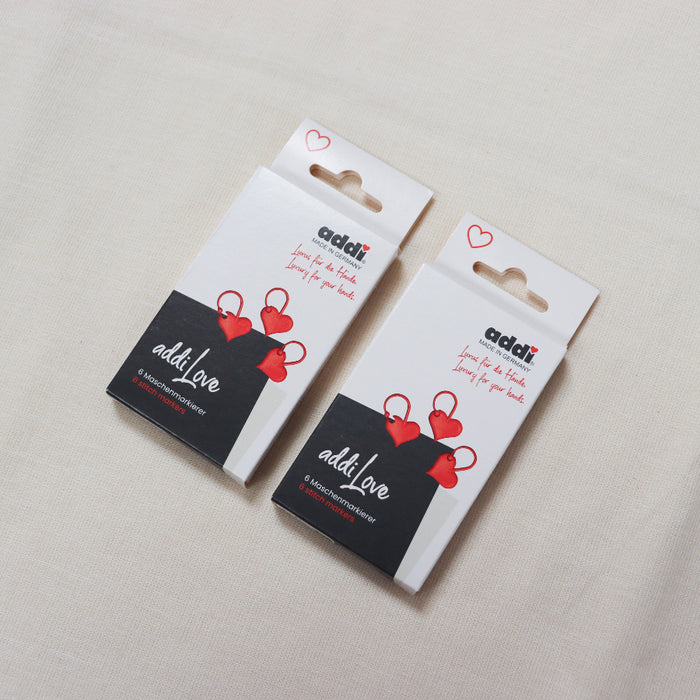 addi
MADE IN GERMANY
Luxus für die Hände.
Luxury for your hands.
addiLove
6 Maschenmarkierer
6 stitch markers
addi
MADE IN GERMANY
Luxus für die Hände.
Luxury for your hands.
addiLove
6 Maschenmarkierer
6 stitch markers